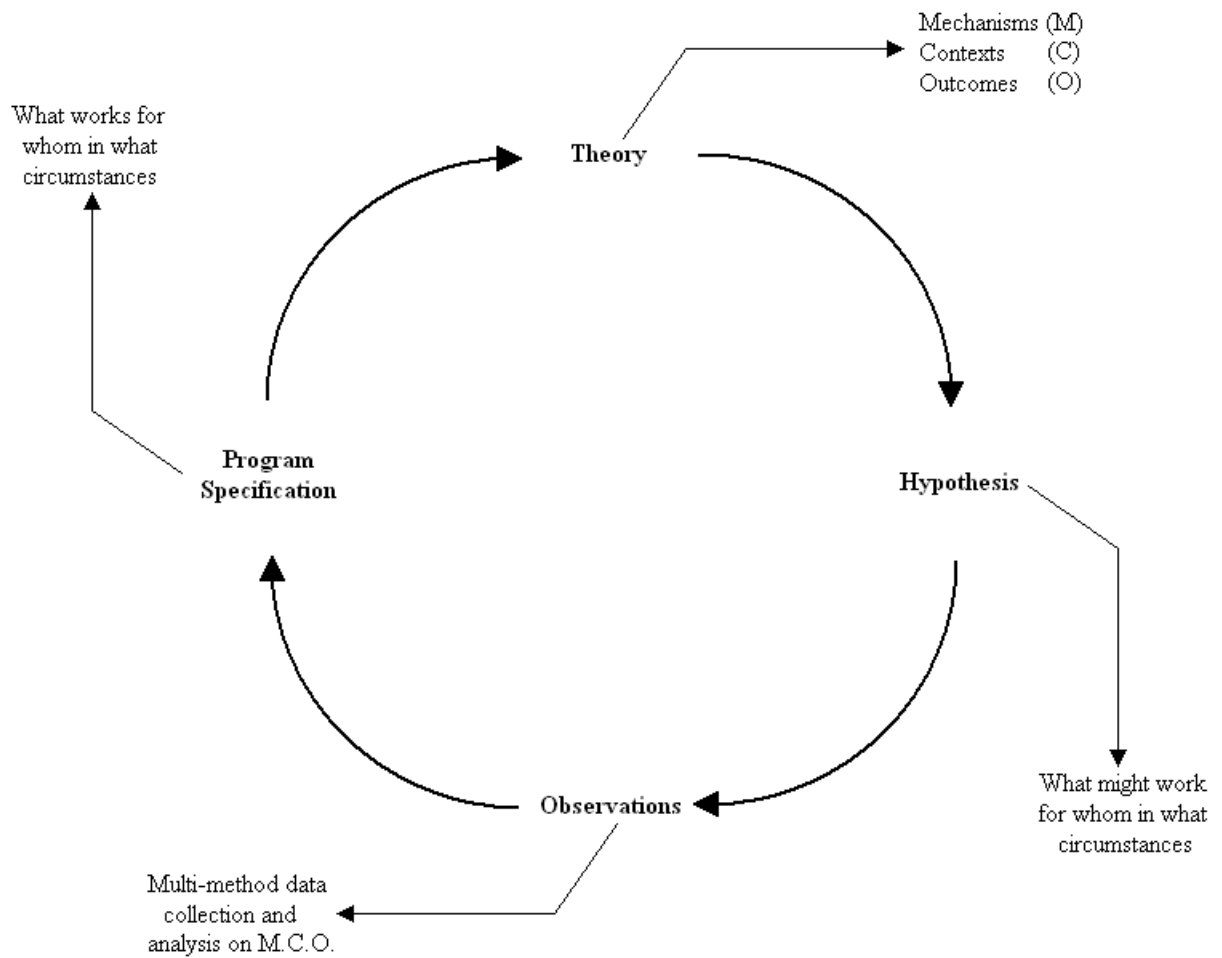 Mechanisms (M)
Contexts (C)
Outcomes (O)
What works for
whom in what
circumstances
Theory
Program
Specification
Hypothesis
What might work
for whom in what
circumstances
Observations
Multi-method data
collection and
analysis on M.C.O.